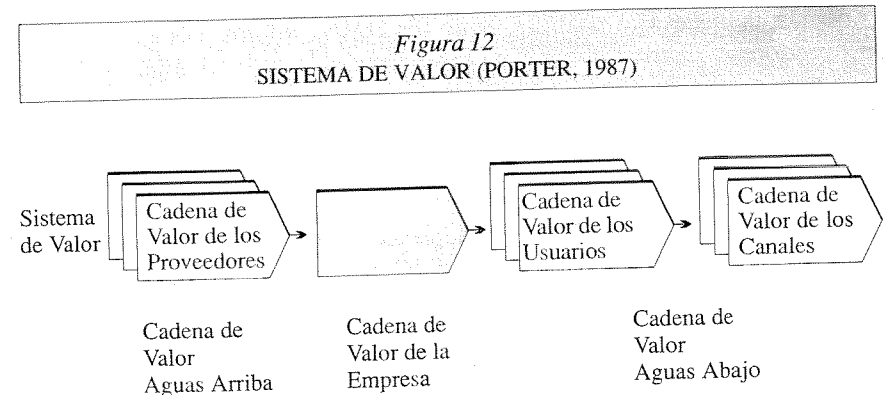 Figura 12
SISTEMA DE VALOR (PORTER, 1987)
Sistema
de Valor
Cadena de
Valor de los
Proveedores
Cadena de
Valor de los
Usuarios
Cadena de
Valor de los
Canales
Cadena de
Valor
Aguas Arriba
Cadena de
Valor de la
Empresa
Cadena de
Valor
Aguas Abajo